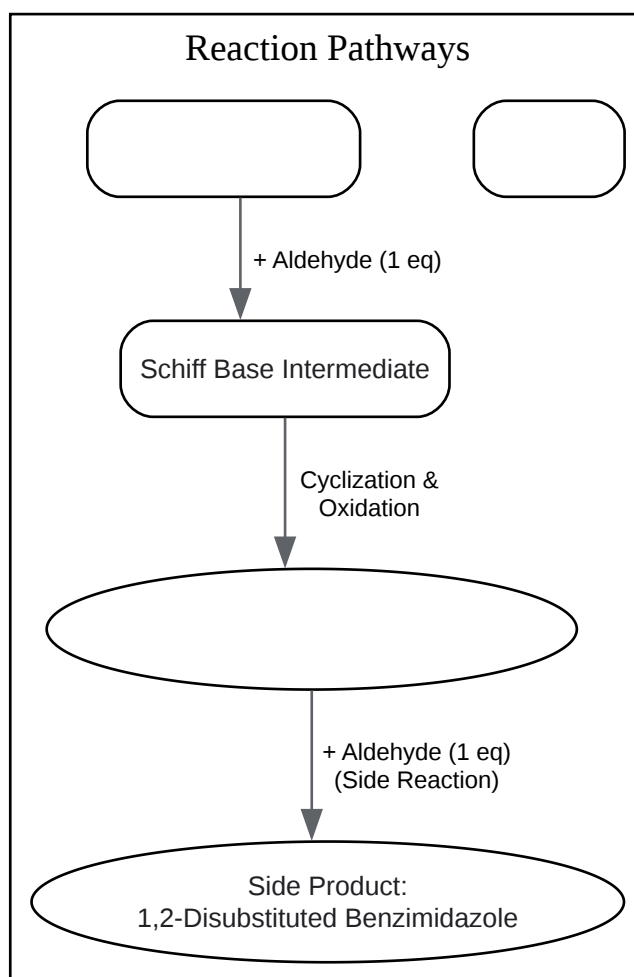 Reaction Pathways
+ Aldehyde (1 eq)
Schiff Base Intermediate
Cyclization &
Oxidation
+ Aldehyde (1 eq)
(Side Reaction)
Side Product:
1,2-Disubstituted Benzimidazole